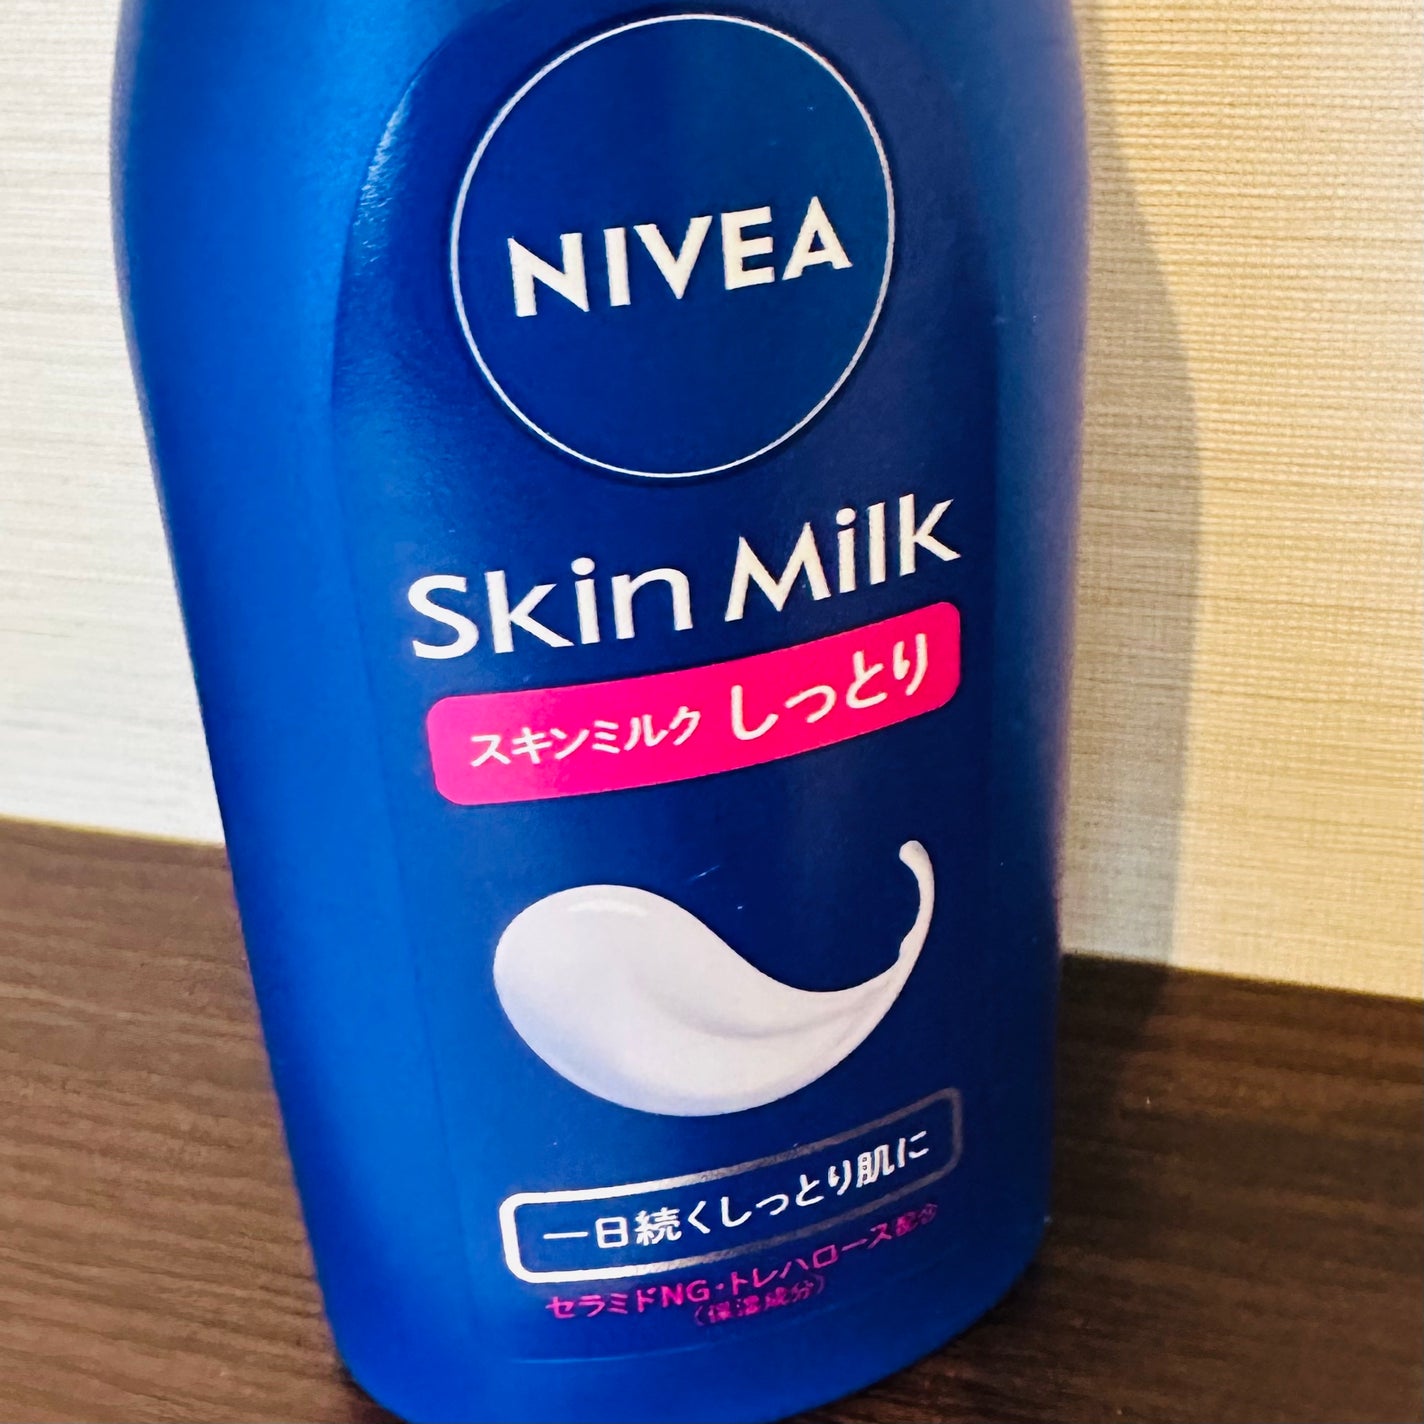 NIVEA
Skin Milk
スキンミルク しっとり
一日続くしっとり肌に
セラミドNG・トレハロース配合
（保湿成分）